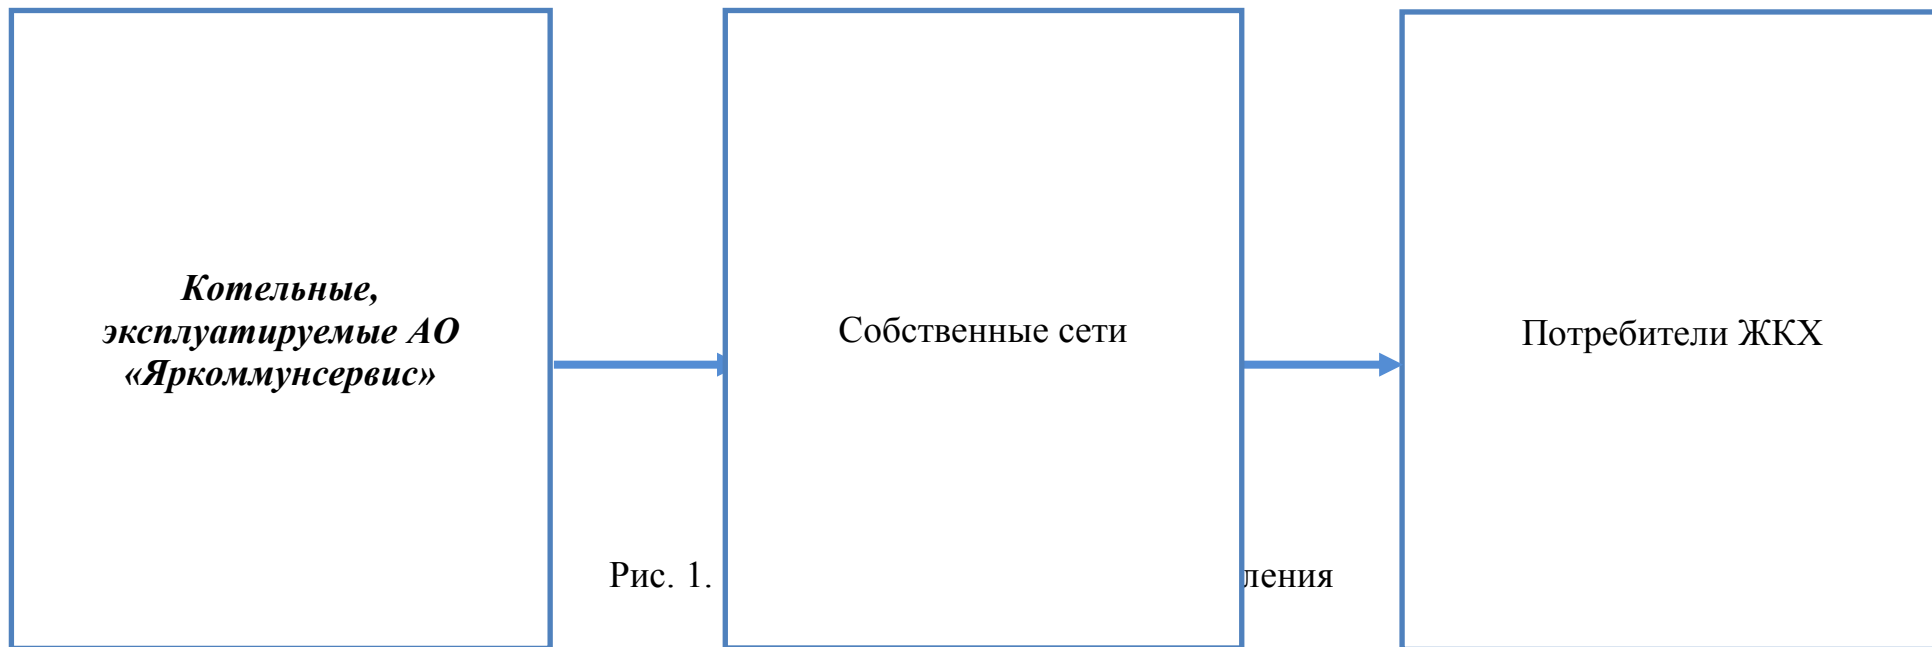 Котельные,
эксплуатируемые АО
«Яркоммунсервис»
Собственные сети
Потребители ЖКХ
Рис. 1. ления